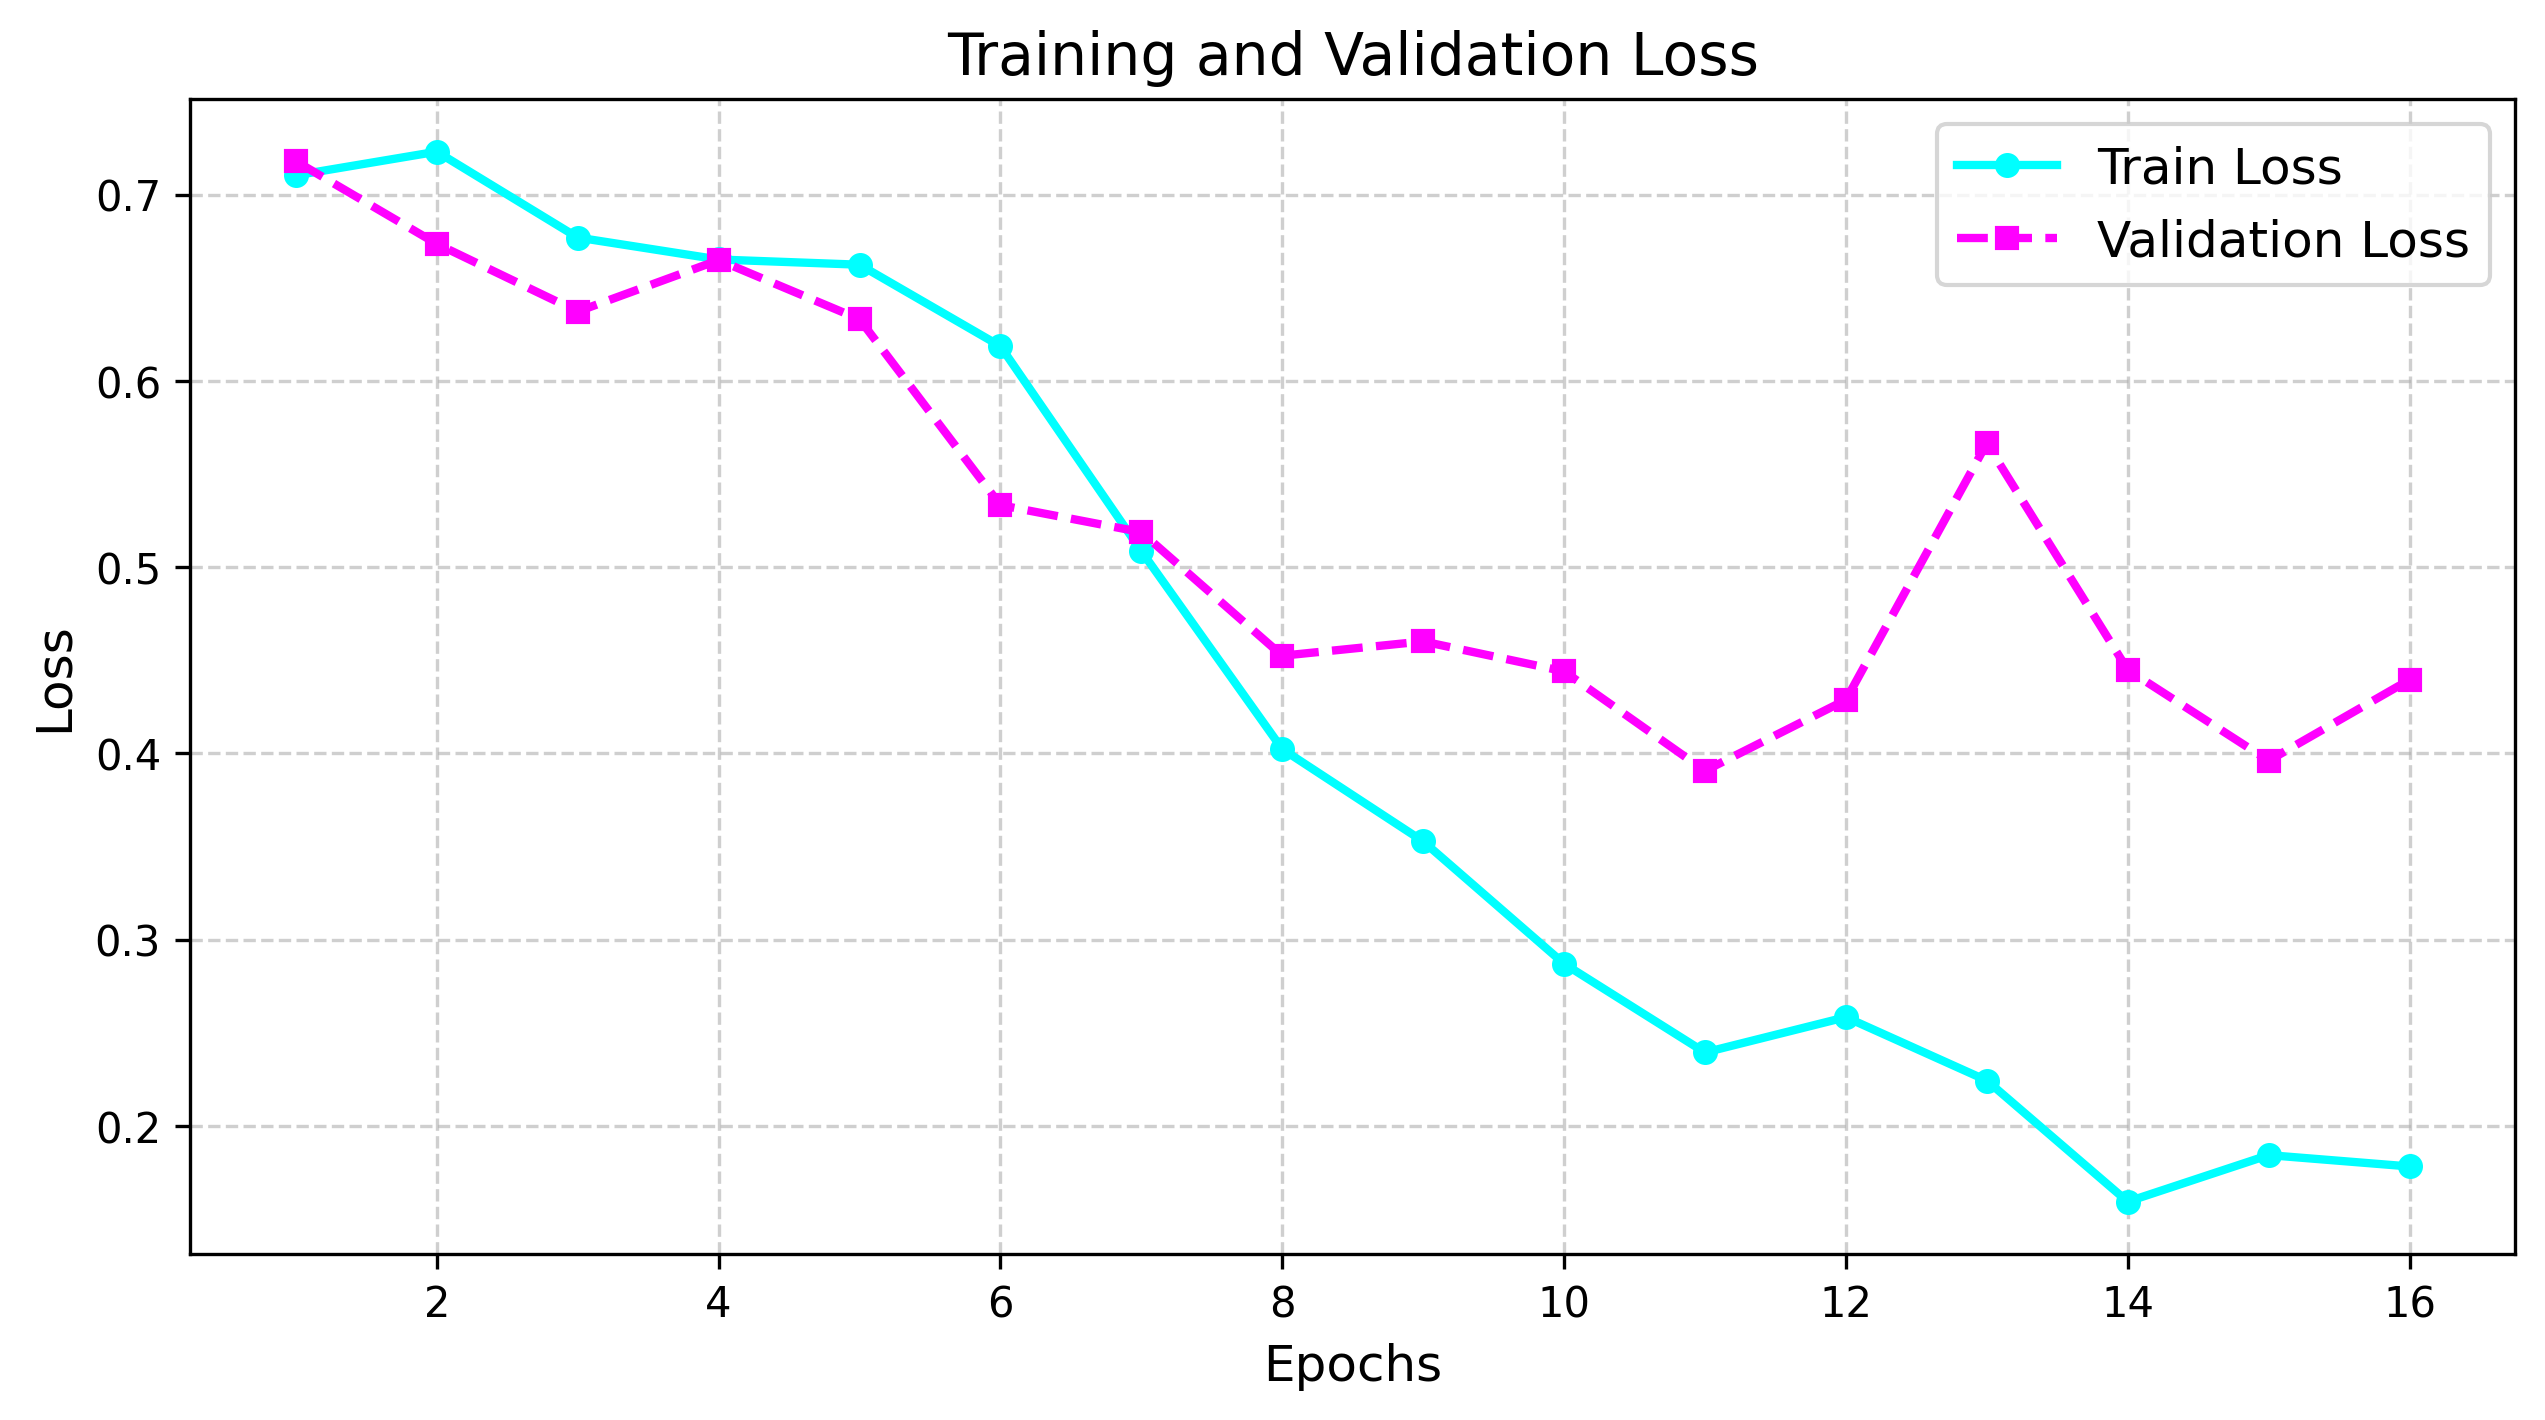 Training and Validation Loss
Train Loss
Validation Loss
0.7
0.6
0.5
0.4
0.3
0.2
Loss
2 4 6 8 10 12 14 16
Epochs